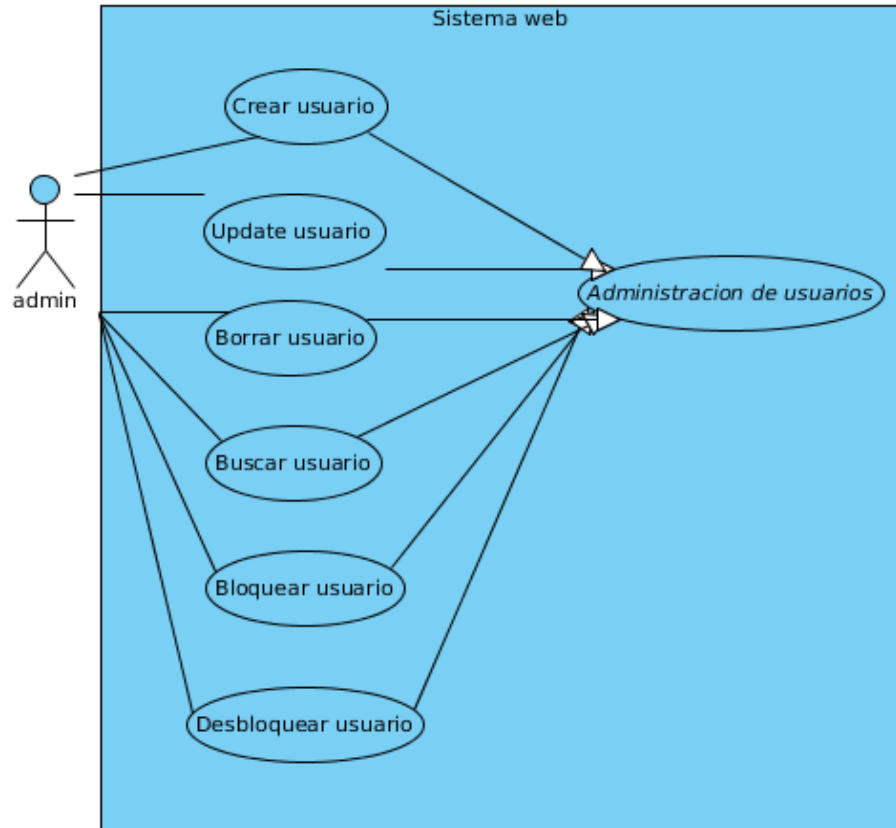 Sistema web
Crear usuario
Update usuario
admin
Administracion de usuarios
Borrar usuario
Buscar usuario
Bloquear usuario
Desbloquear usuario